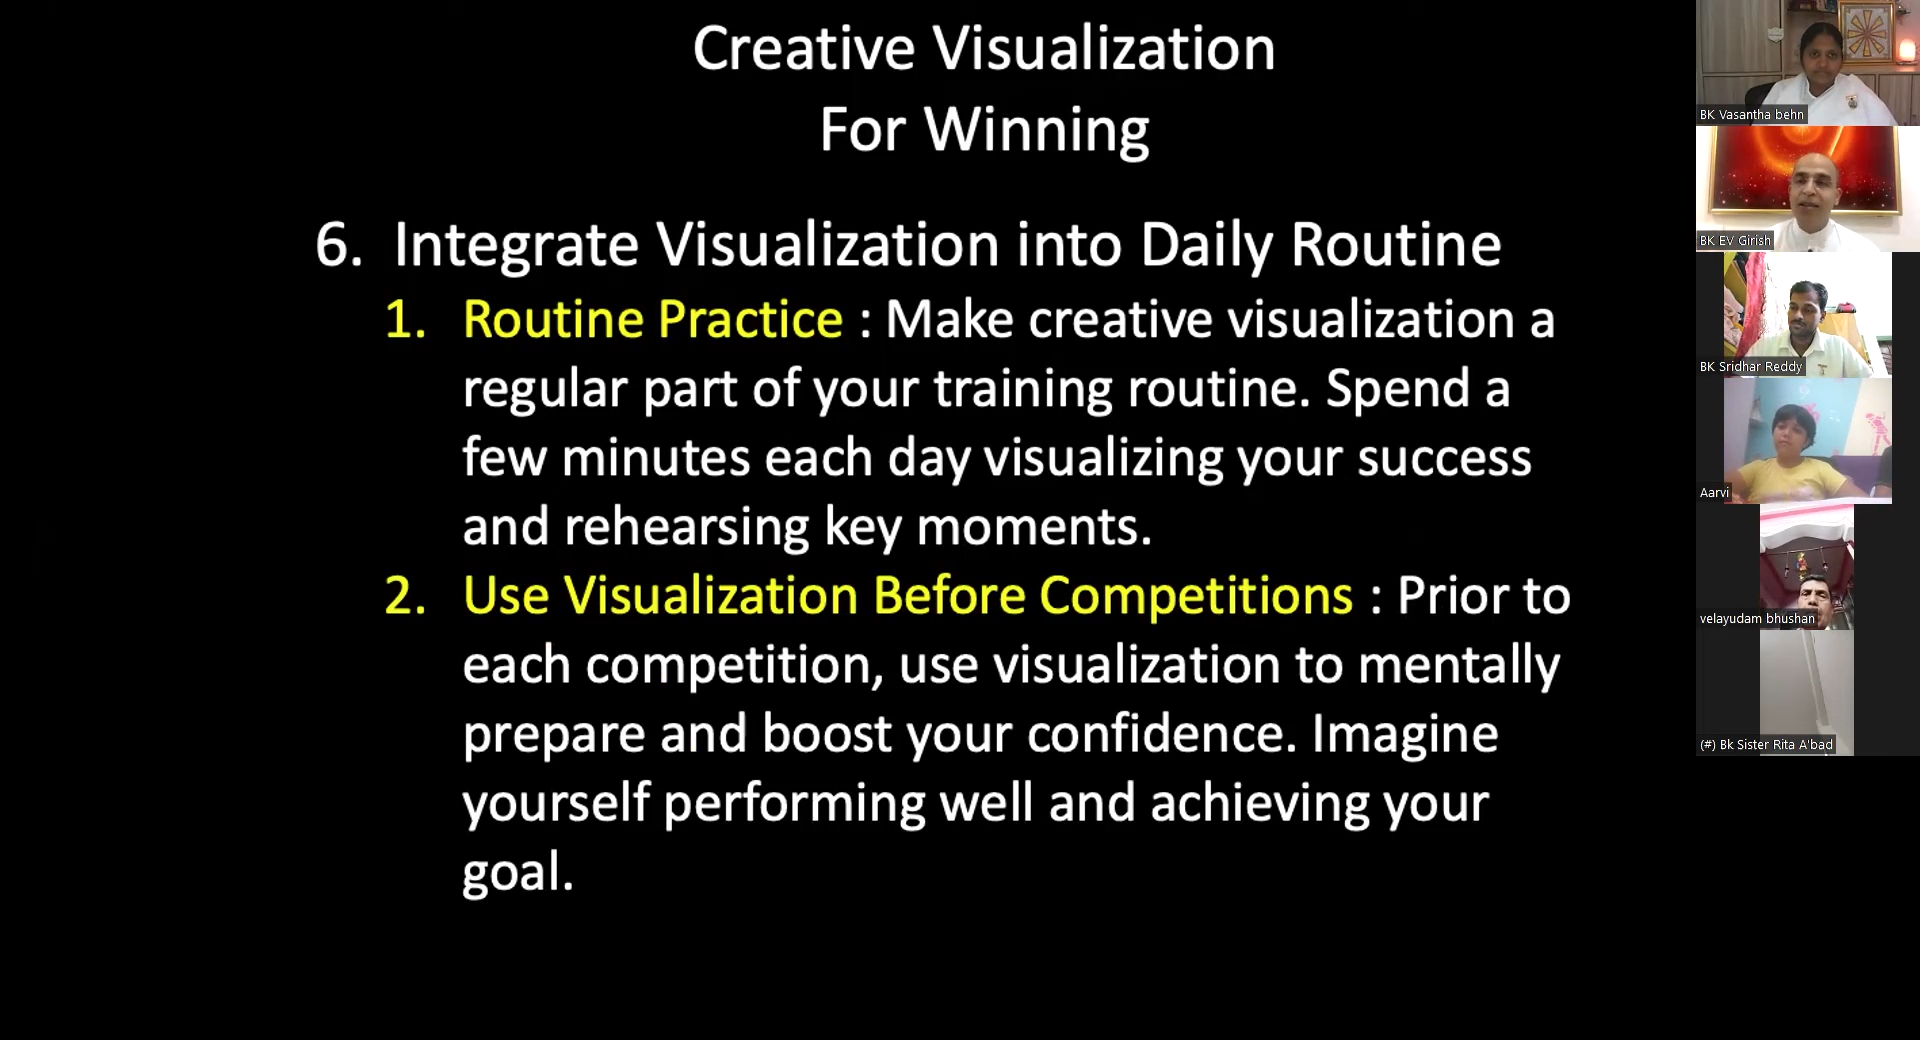 Creative Visualization
For Winning
6. Integrate Visualization into Daily Routine
1. Routine Practice : Make creative visualization a
regular part of your training routine. Spend a
few minutes each day visualizing your success
and rehearsing key moments.
2. Use Visualization Before Competitions : Prior to
each competition, use visualization to mentally
prepare and boost your confidence. Imagine
yourself performing well and achieving your
goal.
BK Vasantha behn
BK EV Girish
BK Sridhar Reddy
Aarvi
velayudam bhushan
(#) Bk Sister Rita A'bad